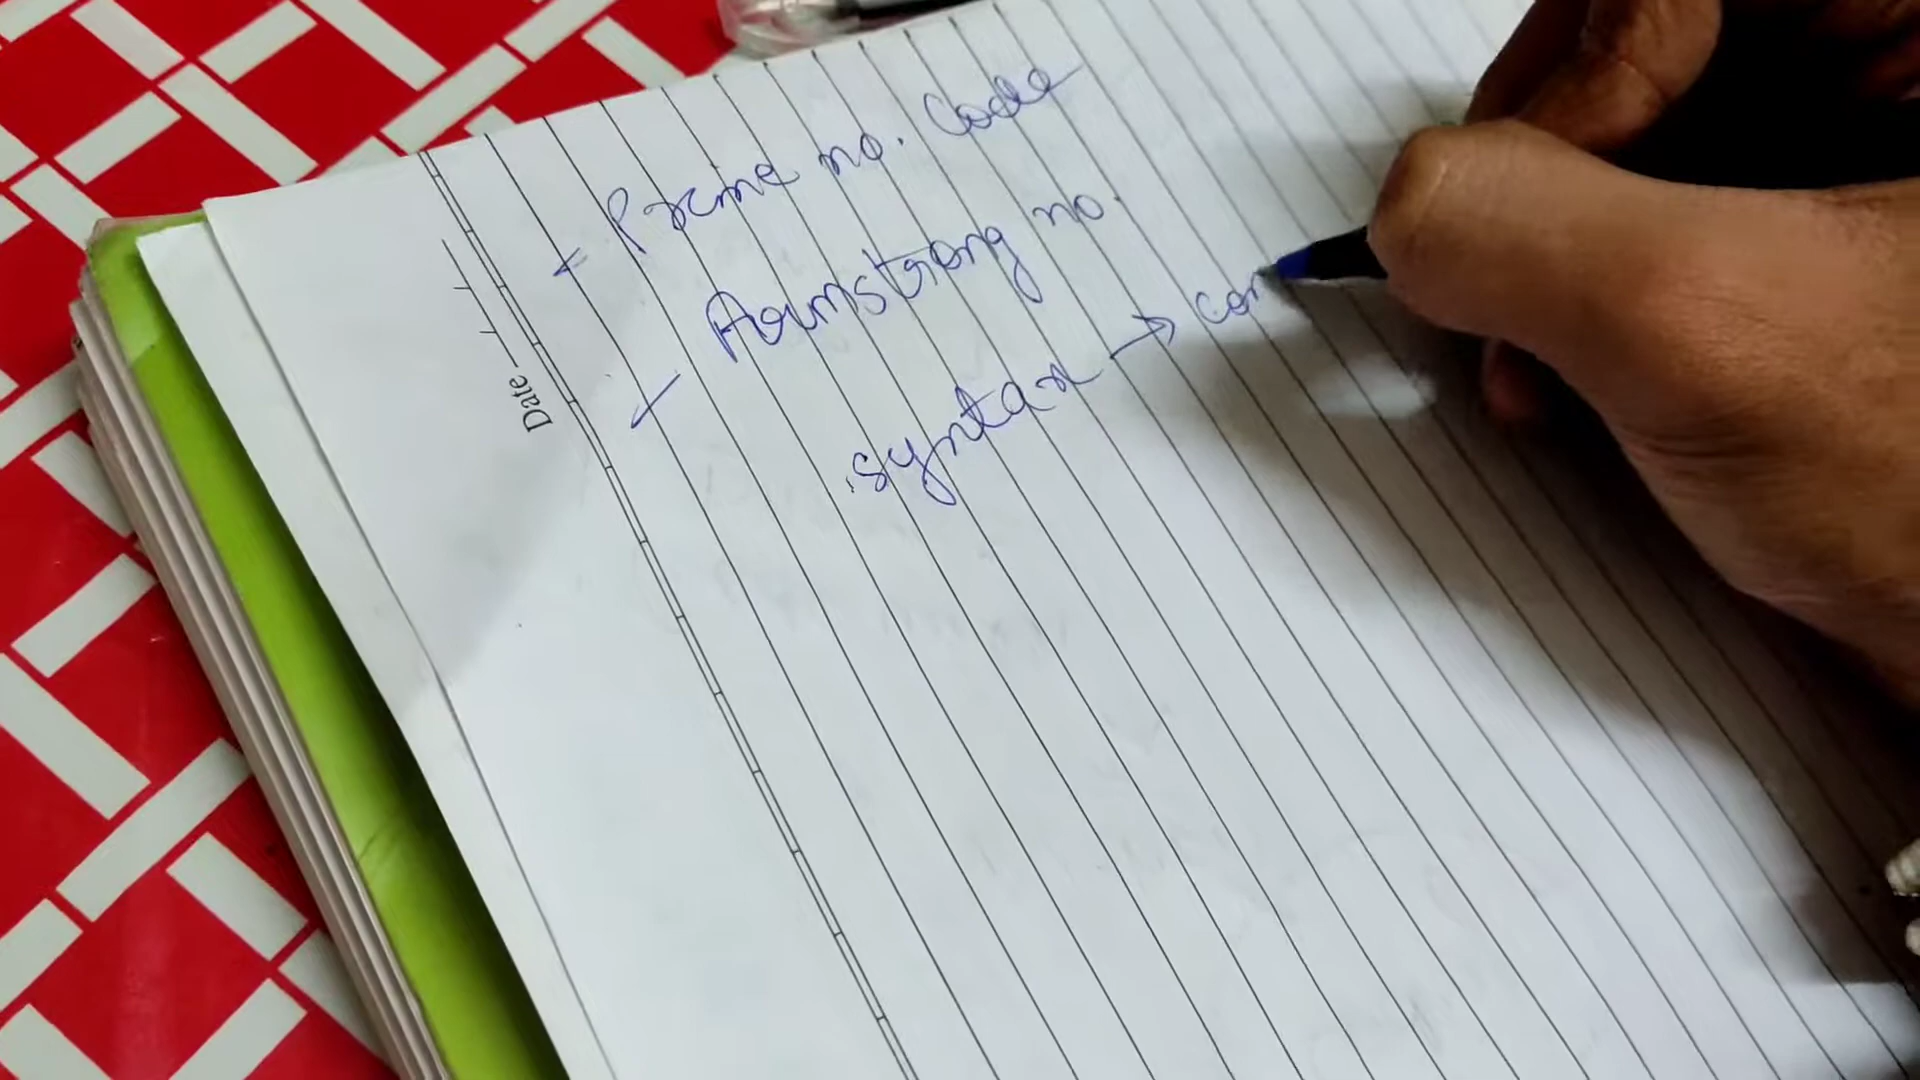 Prime no. Code
Armstrong no.
syntax → con
Date